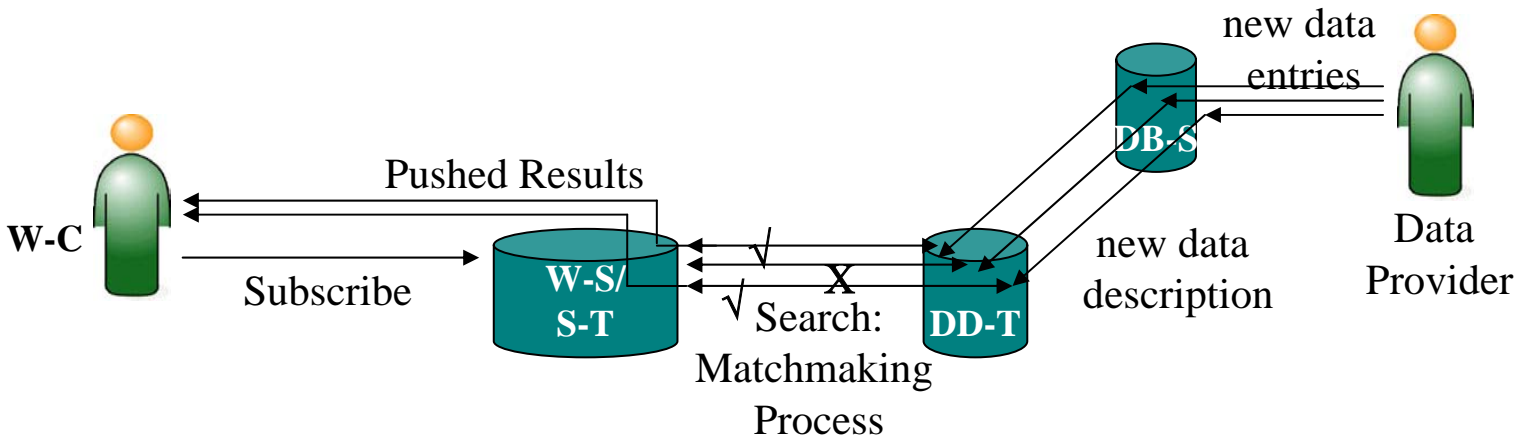 new data
entries
DB-S
Pushed Results
W-C
Subscribe
W-S/
S-T
√
X
√
Search:
Matchmaking
Process
DD-T
new data
description
Data
Provider